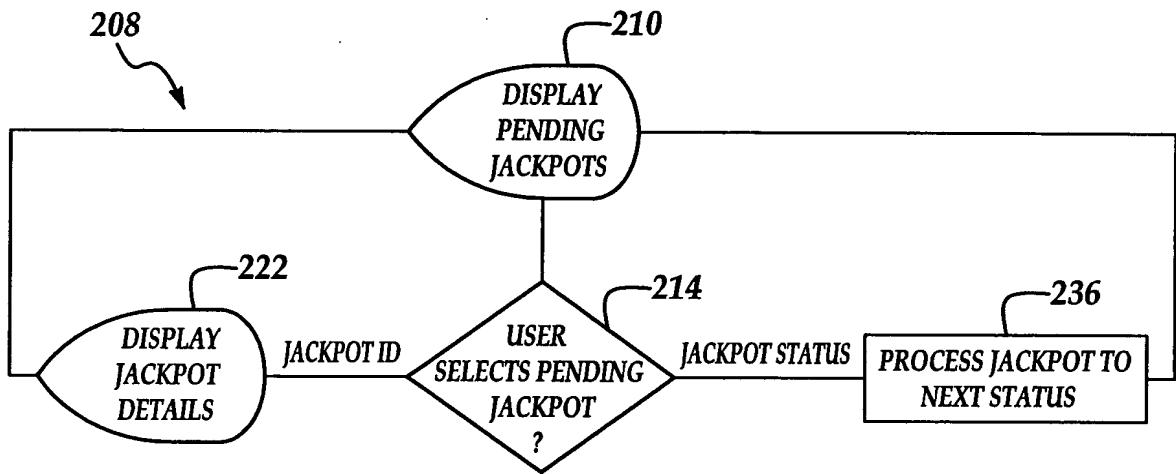 208
210
DISPLAY
PENDING
JACKPOTS
222
DISPLAY
JACKPOT
DETAILS
JACKPOT ID
214
USER
SELECTS PENDING
JACKPOT
?
JACKPOT STATUS
236
PROCESS JACKPOT TO
NEXT STATUS